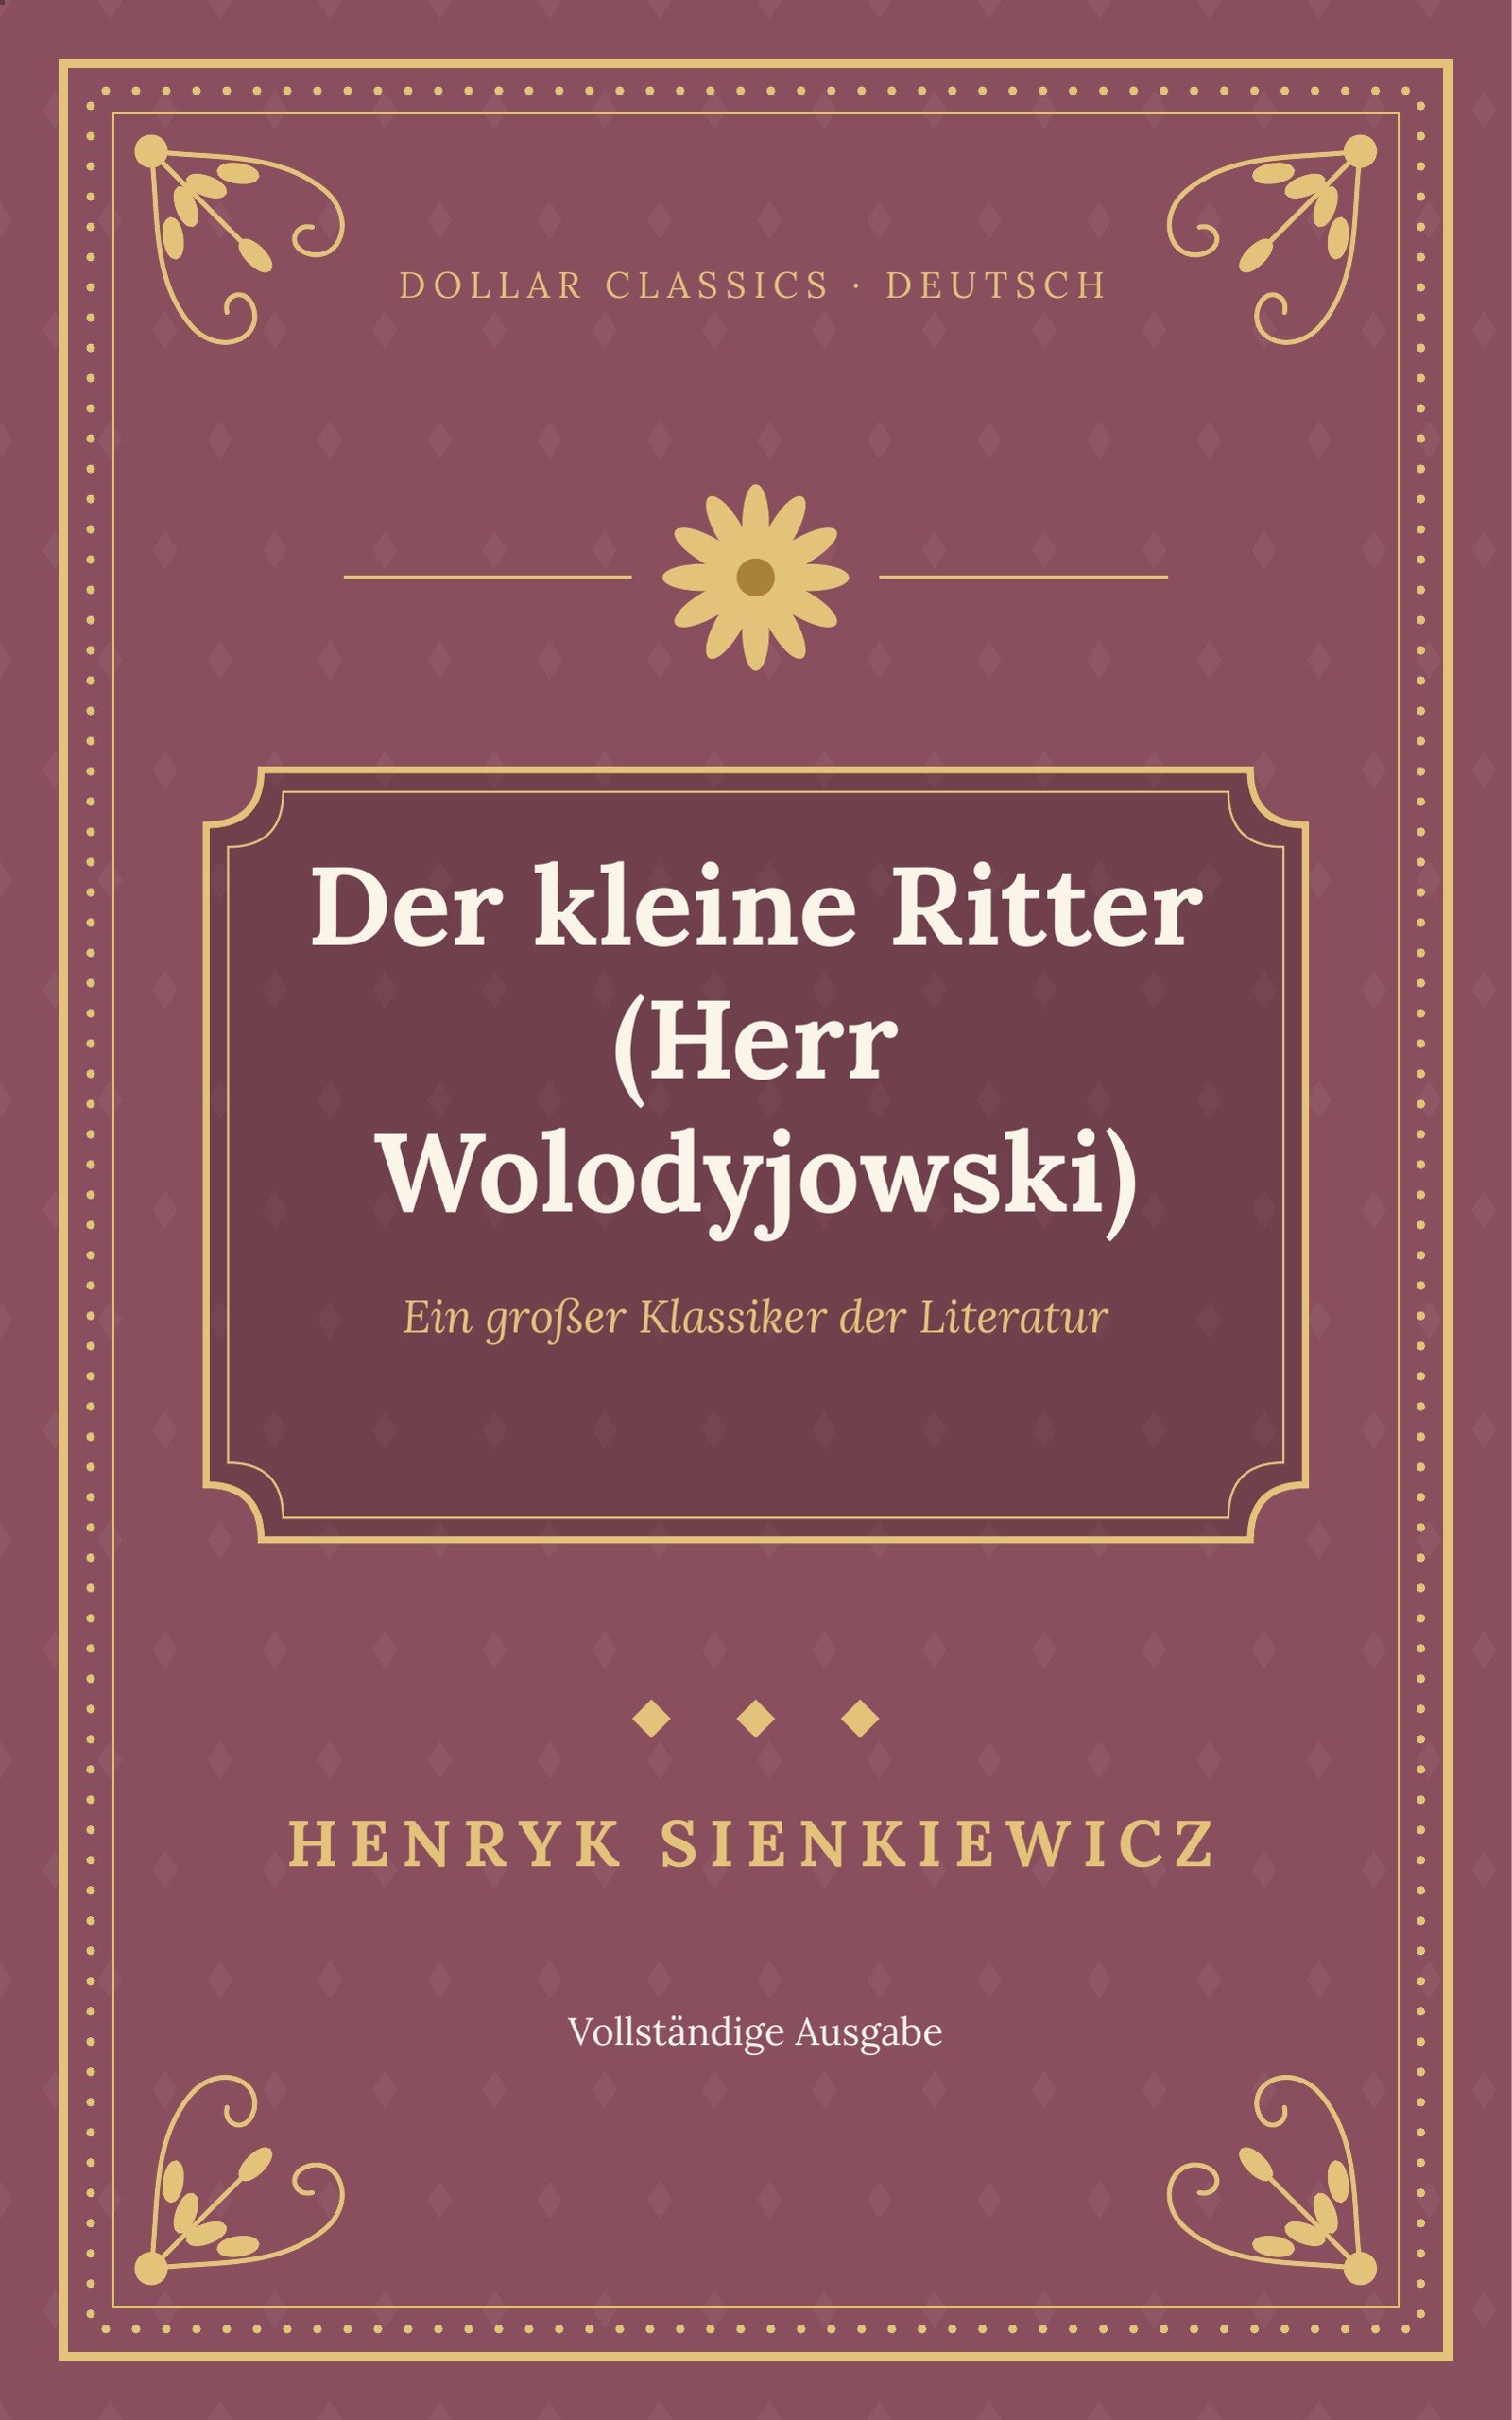 DOLLAR CLASSICS · DEUTSCH
Der kleine Ritter
(Herr
Wolodyjowski)
Ein großer Klassiker der Literatur
HENRYK SIENKIEWICZ
Vollständige Ausgabe